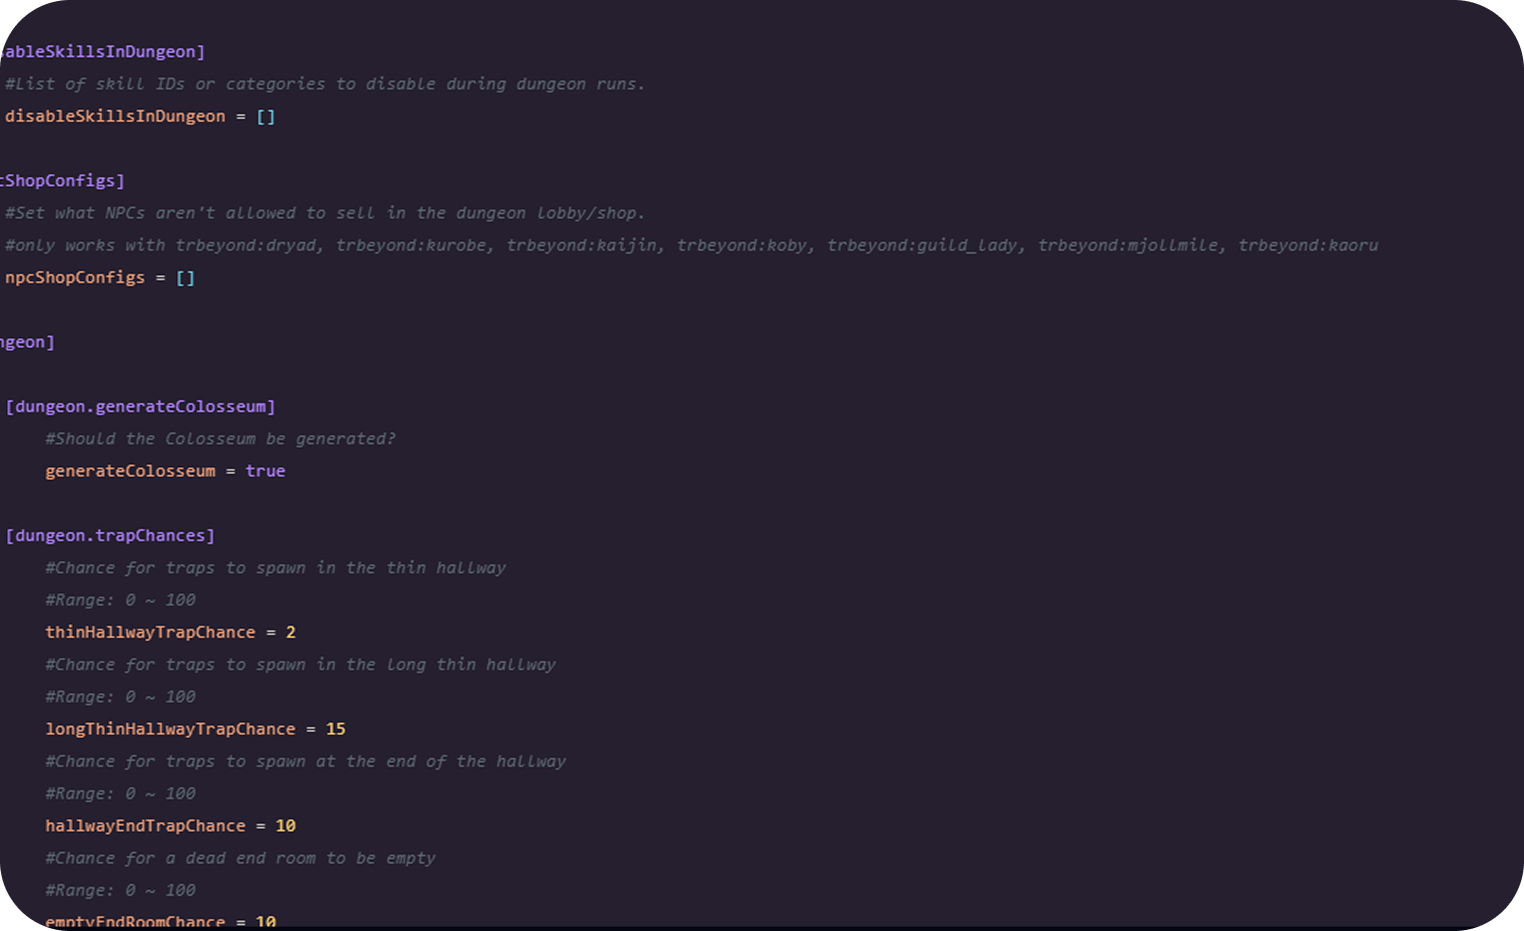 ableSkillsInDungeon]
#List of skill IDs or categories to disable during dungeon runs.
disableSkillsInDungeon = []
cShopConfigs]
#Set what NPCs aren't allowed to sell in the dungeon lobby/shop.
#only works with trbeyond:dryad, trbeyond:kurobe, trbeyond:kaijin, trbeyond:koby, trbeyond:guild_lady, trbeyond:mjollmile, trbeyond:kaoru
npcShopConfigs = []
ngeon]
[dungeon.generateColosseum]
#Should the Colosseum be generated?
generateColosseum = true
[dungeon.trapChances]
#Chance for traps to spawn in the thin hallway
#Range: 0 ~ 100
thinHallwayTrapChance = 2
#Chance for traps to spawn in the long thin hallway
#Range: 0 ~ 100
longThinHallwayTrapChance = 15
#Chance for traps to spawn at the end of the hallway
#Range: 0 ~ 100
hallwayEndTrapChance = 10
#Chance for a dead end room to be empty
#Range: 0 ~ 100
emptyEndRoomChance = 10